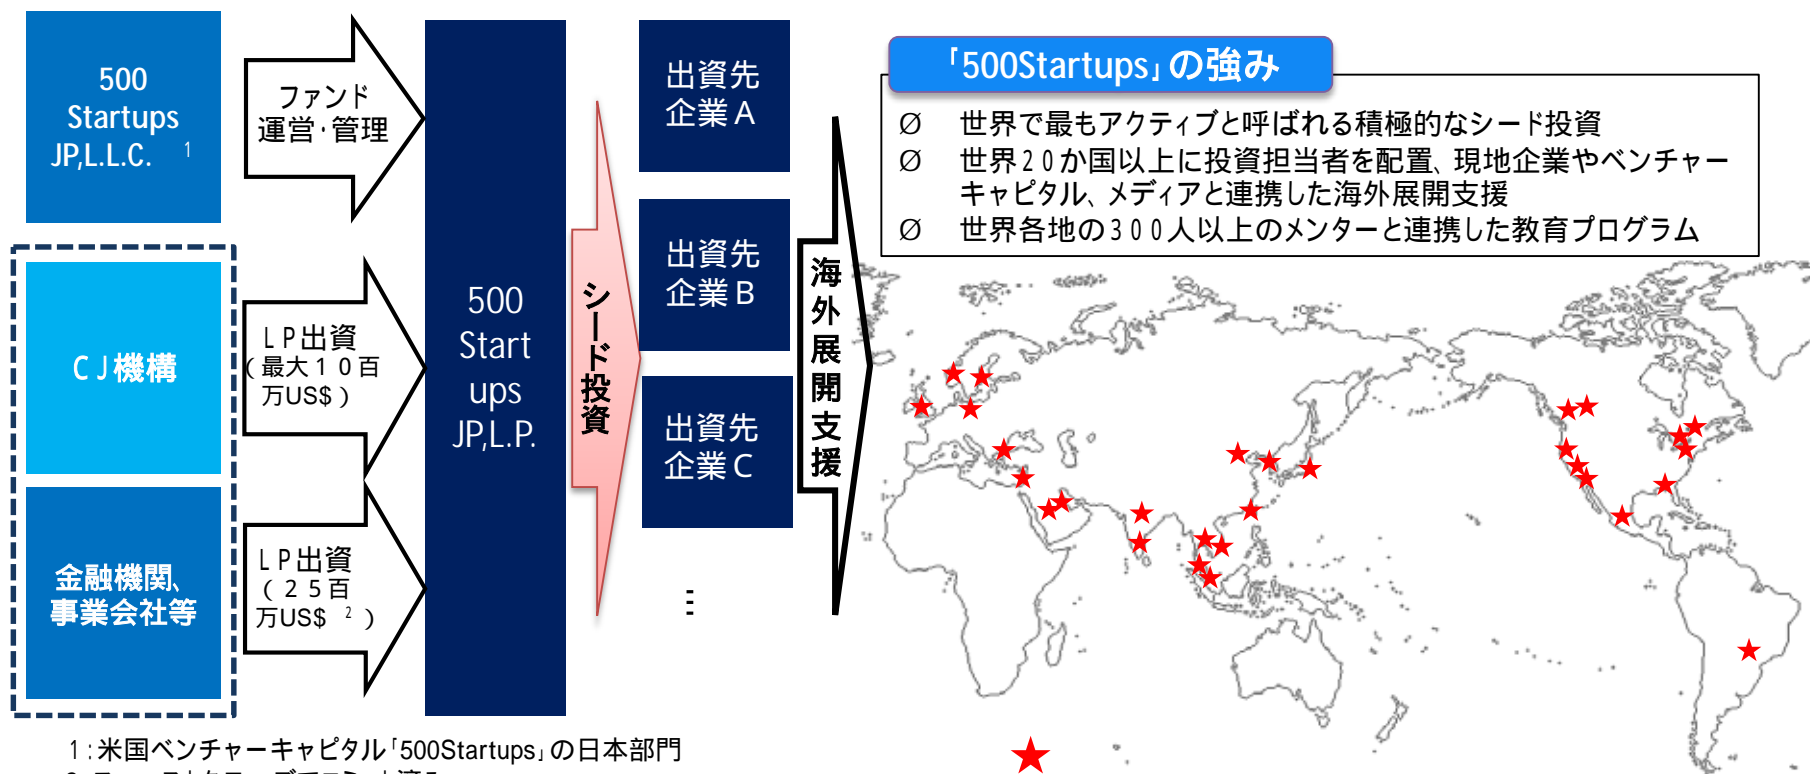 500
Startups
JP,L.L.C. 1
ファンド
運営・管理
CJ機構
LP出資
(最大10百
万US$)
金融機関、
事業会社等
LP出資
(25百
万US$ 2)
500
Start
ups
JP,L.P.
シード投資
出資先
企業A
出資先
企業B
出資先
企業C
…
海外展開支援
「500Startups」の強み
Ø 世界で最もアクティブと呼ばれる積極的なシード投資
Ø 世界20か国以上に投資担当者を配置、現地企業やベンチャー
キャピタル、メディアと連携した海外展開支援
Ø 世界各地の300人以上のメンターと連携した教育プログラム
1:米国ベンチャーキャピタル「500Startups」の日本部門